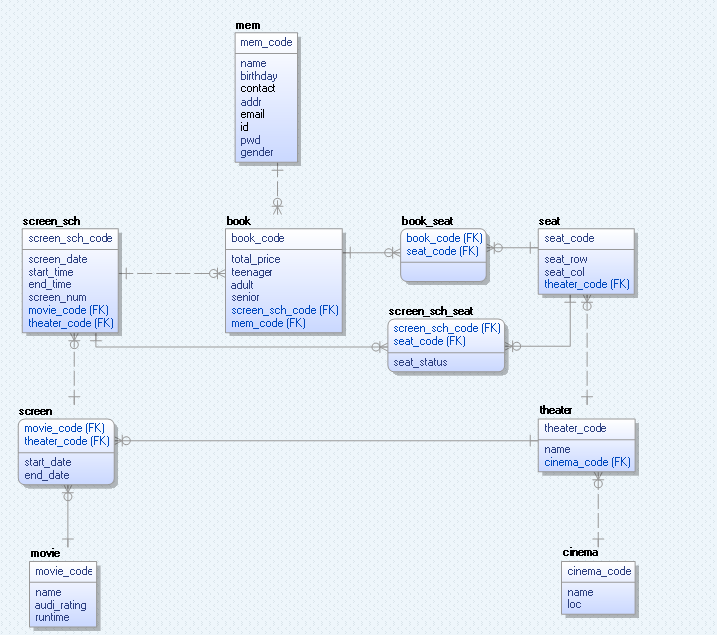 mem
mem_code
name
birthday
contact
addr
email
id
pwd
gender
screen_sch
screen_sch_code
screen_date
start_time
end_time
screen_num
movie_code (FK)
theater_code (FK)
book
book_code
total_price
teenager
adult
senior
screen_sch_code (FK)
mem_code (FK)
book_seat
book_code (FK)
seat_code (FK)
seat
seat_code
seat_row
seat_col
theater_code (FK)
screen_sch_seat
screen_sch_code (FK)
seat_code (FK)
seat_status
screen
movie_code (FK)
theater_code (FK)
start_date
end_date
theater
theater_code
name
cinema_code (FK)
movie
movie_code
name
audi_rating
runtime
cinema
cinema_code
name
loc